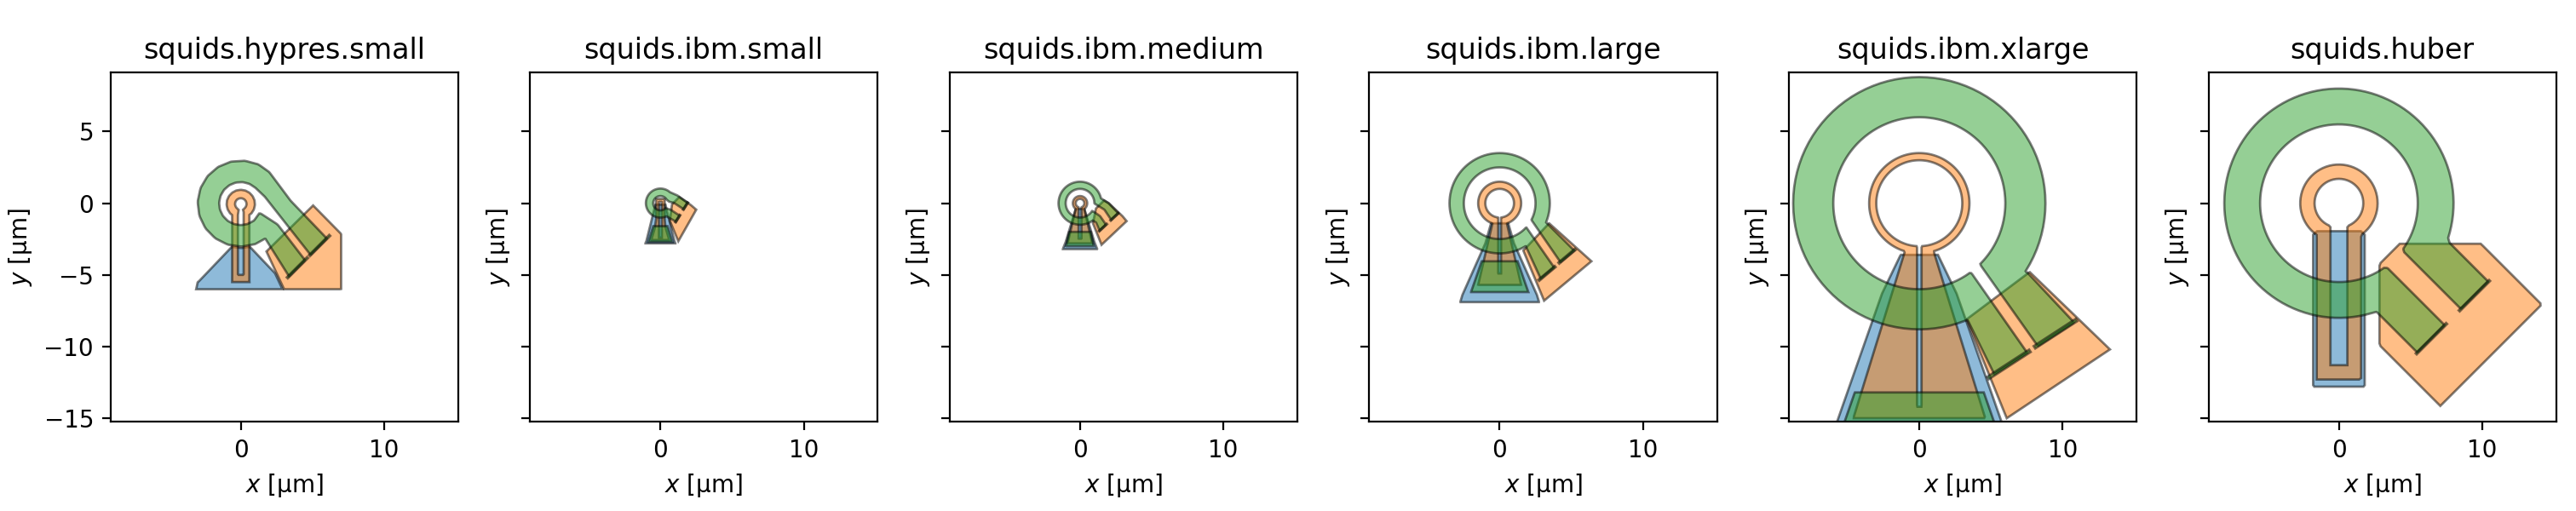 squids.hypres.small squids.ibm.small squids.ibm.medium squids.ibm.large squids.ibm.xlarge squids.huber
5
0
−5
−10
−15
y [µm] y [µm] y [µm] y [µm] y [µm] y [µm]
0 10 0 10 0 10 0 10 0 10 0 10
x [µm] x [µm] x [µm] x [µm] x [µm] x [µm]